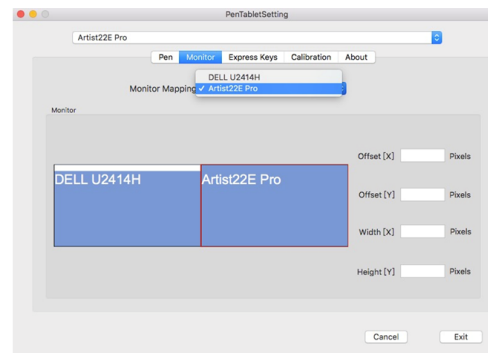 PenTabletSetting
Artist22E Pro
Pen Monitor Express Keys Calibration About
DELL U2414H
Monitor Mapping ✓ Artist22E Pro
Monitor
Offset [X] Pixels
DELL U2414H Artist22E Pro
Offset [Y] Pixels
Width [X] Pixels
Height [Y] Pixels
Cancel Exit